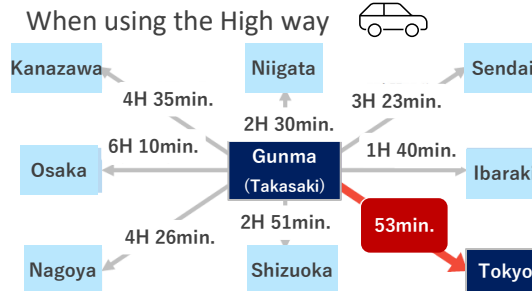 When using the High way
Kanazawa
Niigata
Sendai
4H 35min.
3H 23min.
2H 30min.
6H 10min.
Gunma
1H 40min.
Osaka
(Takasaki)
Ibaraki
4H 26min.
2H 51min.
53min.
Nagoya
Shizuoka
Tokyo